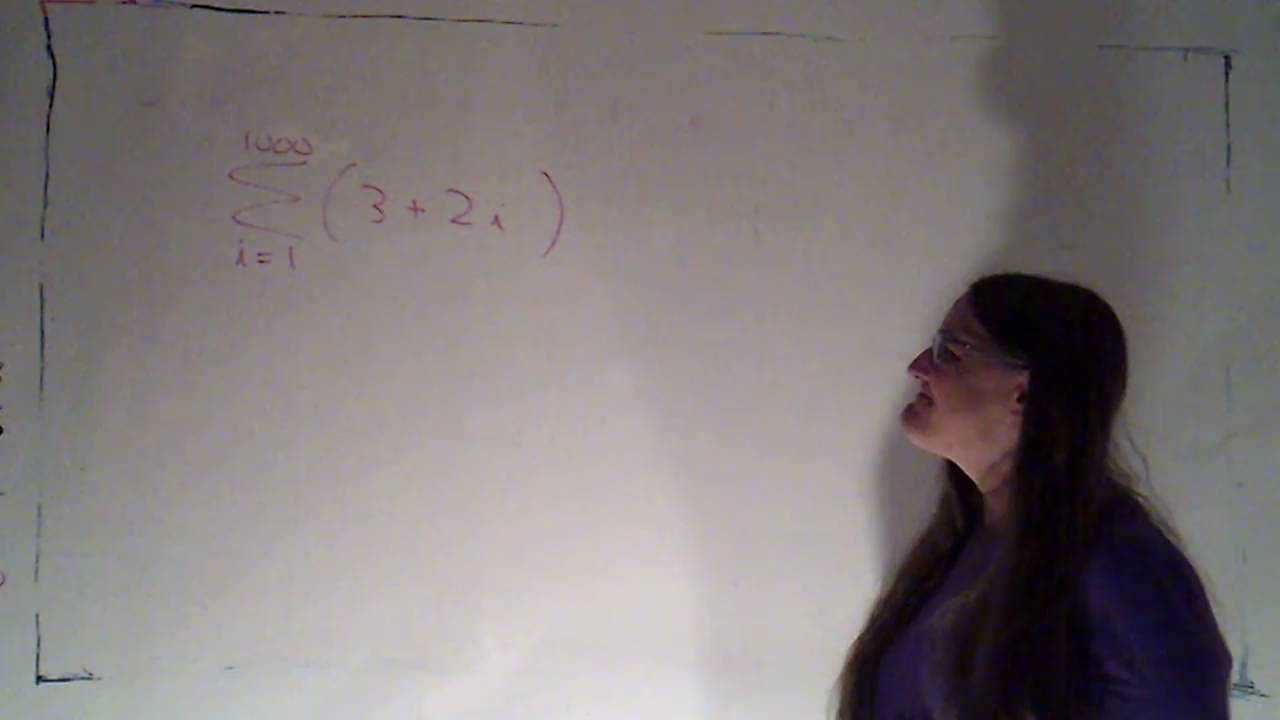 1000
∑ (3 + 2i)
i = 1